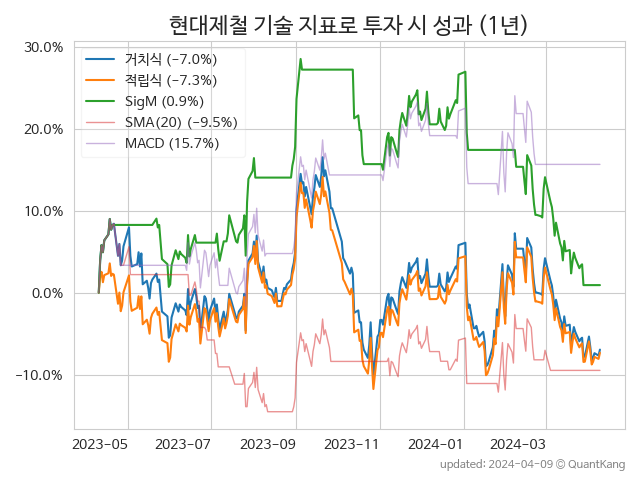 현대제철 기술 지표로 투자 시 성과 (1년)
30.0%
20.0%
10.0%
0.0%
−10.0%
거치식 (−7.0%)
적립식 (−7.3%)
SigM (0.9%)
SMA(20) (−9.5%)
MACD (15.7%)
2023-05 2023-07 2023-09 2023-11 2024-01 2024-03
updated: 2024-04-09 © QuantKang